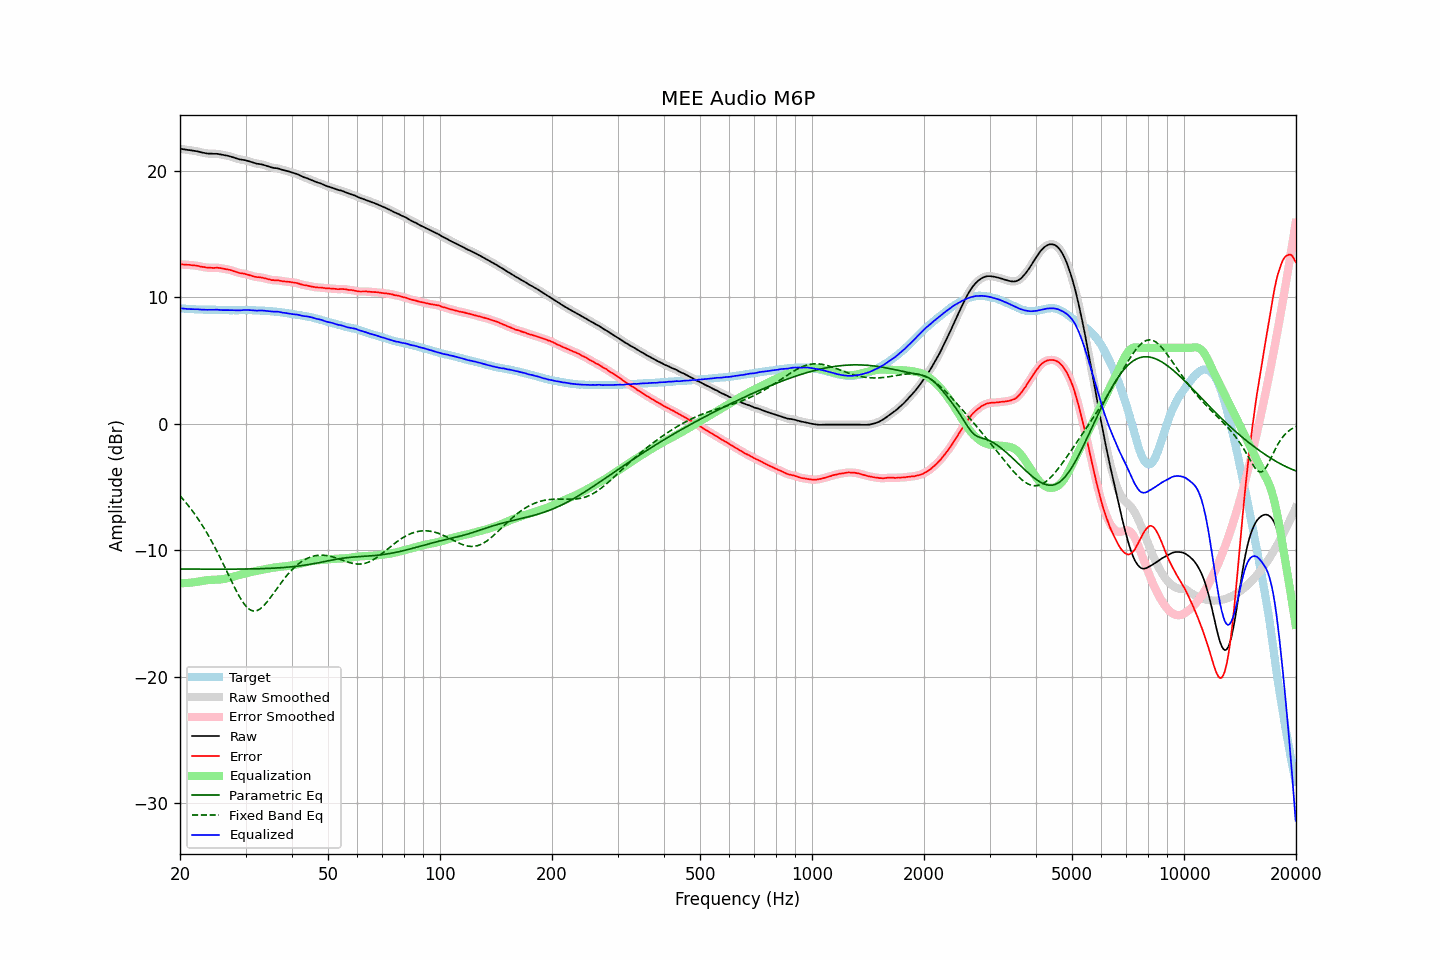 MEE Audio M6P
20
10
0
−10
−20
−30
Amplitude (dBr)
Target
Raw Smoothed
Error Smoothed
Raw
Error
Equalization
Parametric Eq
Fixed Band Eq
Equalized
20 50 100 200 500 1000 2000 5000 10000 20000
Frequency (Hz)